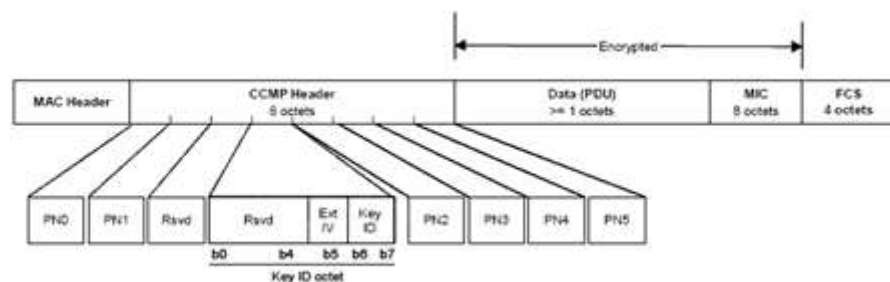 Encrypted
MAC Header
CCMP Header
8 octets
Data (PDU)
>= 1 octets
MIC
8 octets
FCS
4 octets
PN0
PN1
Rsvd
Rsvd
Ext
IV
Key
ID
PN2
PN3
PN4
PN5
b0 b4 b5 b6 b7
Key ID octet